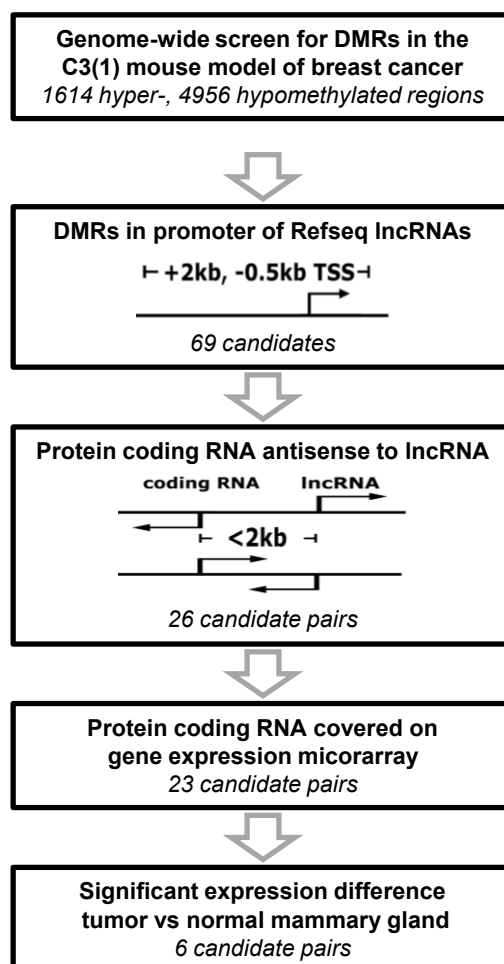 Genome-wide screen for DMRs in the
C3(1) mouse model of breast cancer
1614 hyper-, 4956 hypomethylated regions
DMRs in promoter of Refseq lncRNAs
+2kb, -0.5kb TSS
69 candidates
Protein coding RNA antisense to lncRNA
coding RNA lncRNA
<2kb
26 candidate pairs
Protein coding RNA covered on
gene expression micorarray
23 candidate pairs
Significant expression difference
tumor vs normal mammary gland
6 candidate pairs